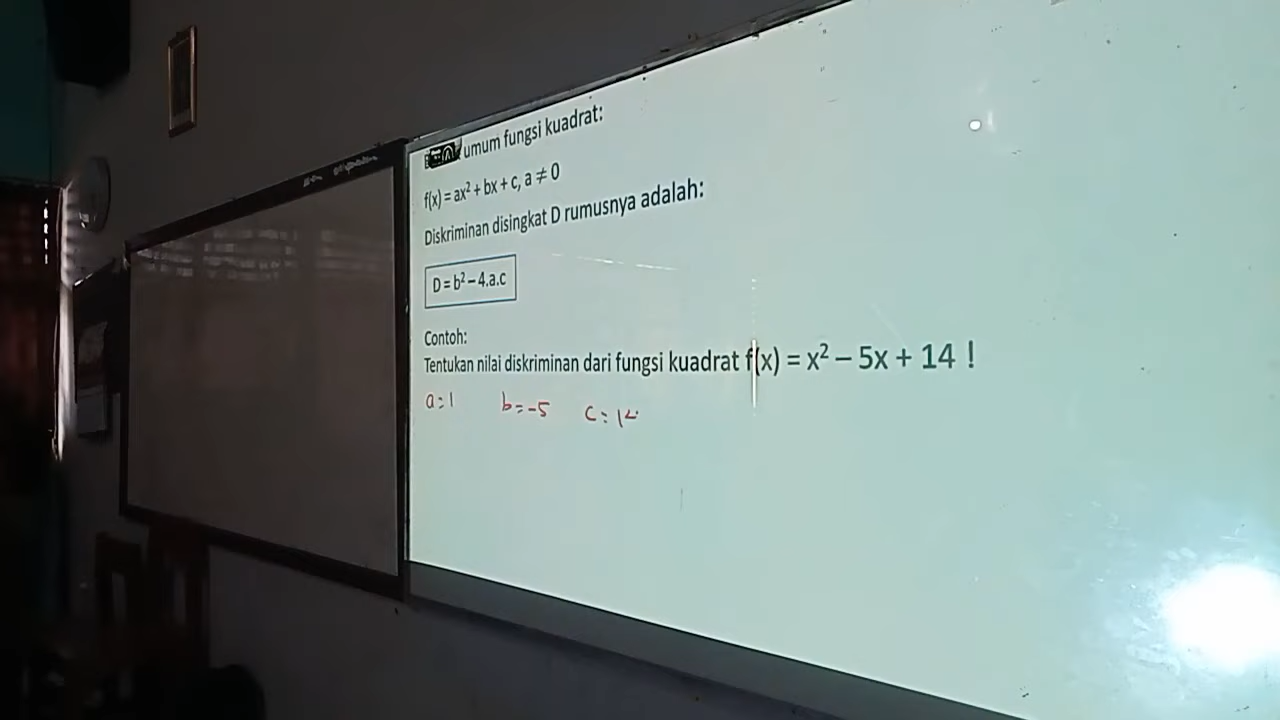 umum fungsi kuadrat:
f(x) = ax² + bx + c, a ≠ 0
Diskriminan disingkat D rumusnya adalah:
D = b² – 4.a.c
Contoh:
Tentukan nilai diskriminan dari fungsi kuadrat f(x) = x² – 5x + 14 !
a = 1 b = -5 c = 14